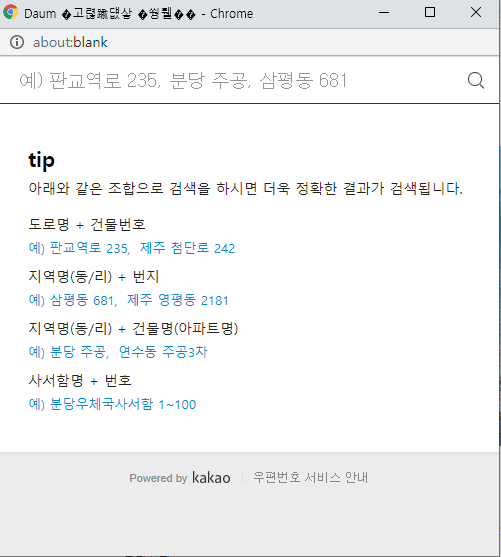 Daum - Chrome
about:blank
예) 판교역로 235, 분당 주공, 삼평동 681
tip
아래와 같은 조합으로 검색을 하시면 더욱 정확한 결과가 검색됩니다.
도로명 + 건물번호
예) 판교역로 235, 제주 첨단로 242
지역명(동/리) + 번지
예) 삼평동 681, 제주 영평동 2181
지역명(동/리) + 건물명(아파트명)
예) 분당 주공, 연수동 주공3차
사서함명 + 번호
예) 분당우체국사서함 1~100
Powered by kakao 우편번호 서비스 안내